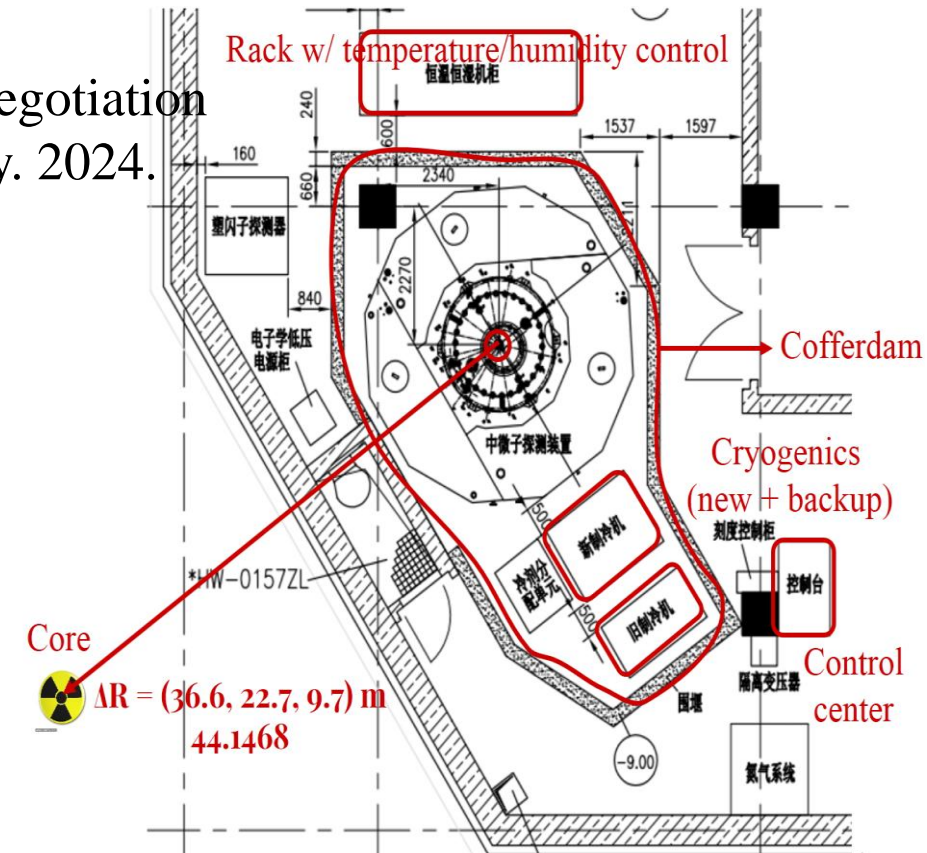 egotiation
y. 2024.
Rack w/ temperature/humidity control
恒温恒湿机柜
240
600
1537
1597
160
660
2340
塑闪子探测器
2270
840
电子学低压
电源柜
Cofferdam
中微子探测装置
Cryogenics
(new + backup)
500
新制冷机
刻度控制柜
*HW-0157ZL
冷剂分
配单元
控制台
500
旧制冷机
Core
ΔR = (36.6, 22.7, 9.7) m
44.1468
Control
center
隔离变压器
围堰
-9.00
氮气系统